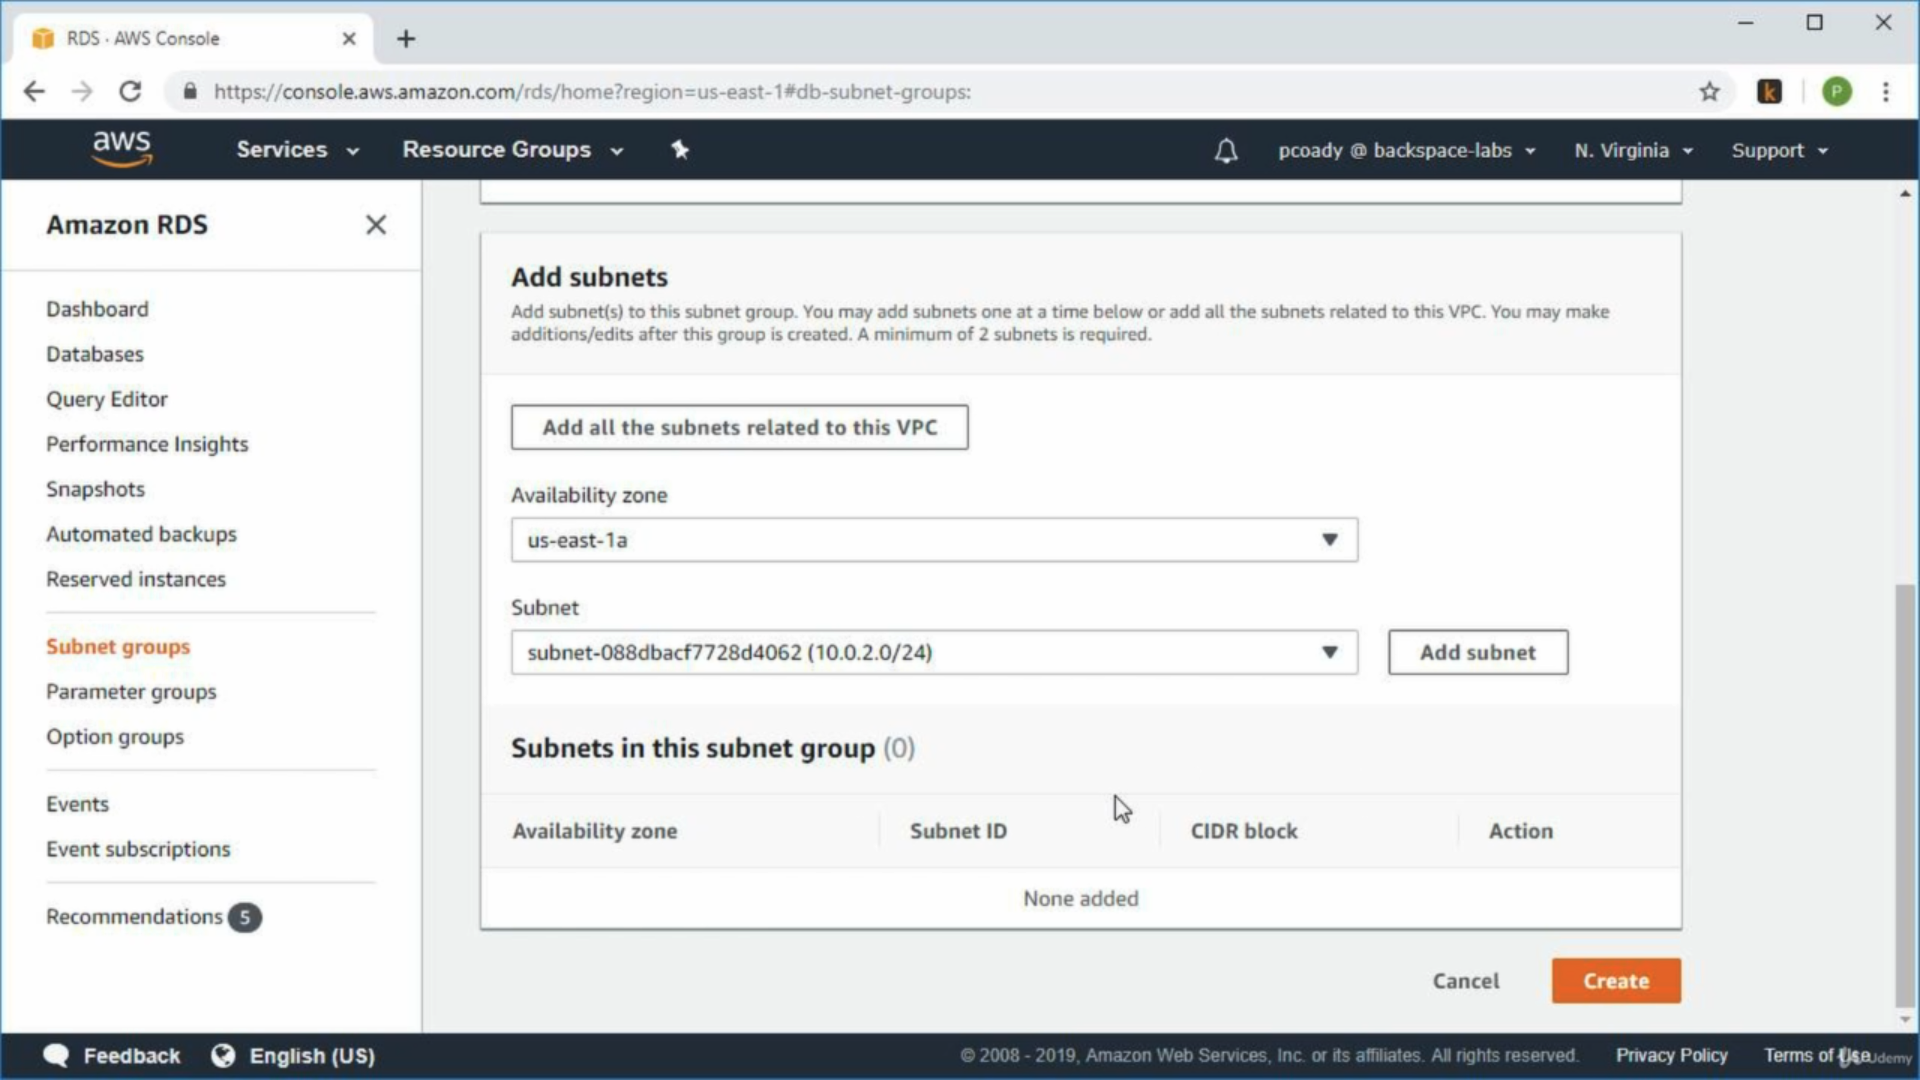 RDS · AWS Console
https://console.aws.amazon.com/rds/home?region=us-east-1#db-subnet-groups:
k
P
aws
Services
Resource Groups
pcoady @ backspace-labs
N. Virginia
Support
Amazon RDS
Dashboard
Databases
Query Editor
Performance Insights
Snapshots
Automated backups
Reserved instances
Subnet groups
Parameter groups
Option groups
Events
Event subscriptions
Recommendations 5
Add subnets
Add subnet(s) to this subnet group. You may add subnets one at a time below or add all the subnets related to this VPC. You may make
additions/edits after this group is created. A minimum of 2 subnets is required.
Add all the subnets related to this VPC
Availability zone
us-east-1a
Subnet
subnet-088dbacf7728d4062 (10.0.2.0/24)
Add subnet
Subnets in this subnet group (0)
Availability zone
Subnet ID
CIDR block
Action
None added
Cancel
Create
Feedback
English (US)
© 2008 - 2019, Amazon Web Services, Inc. or its affiliates. All rights reserved.
Privacy Policy
Terms of Use
Udemy